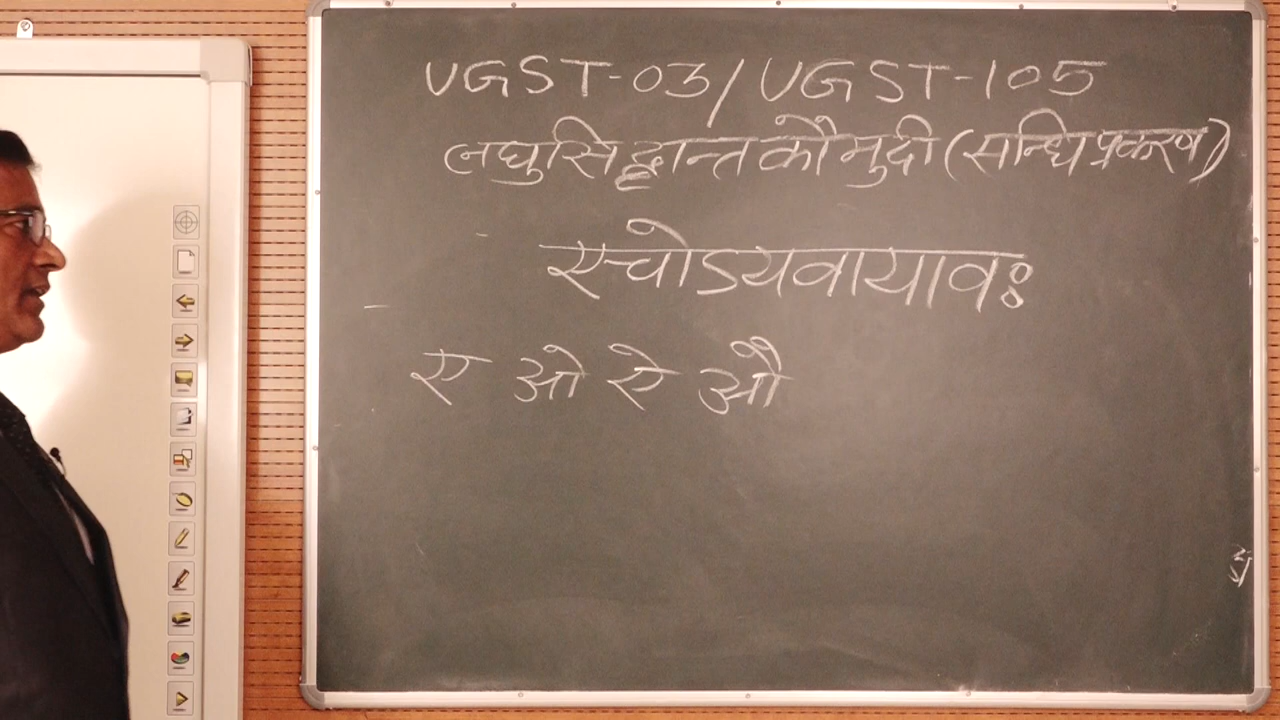 UGST-03/UGST-105
लघुसिद्धान्तकौमुदी (सन्धिप्रकरण)
एचोऽयवायावः
ए ओ ऐ औ